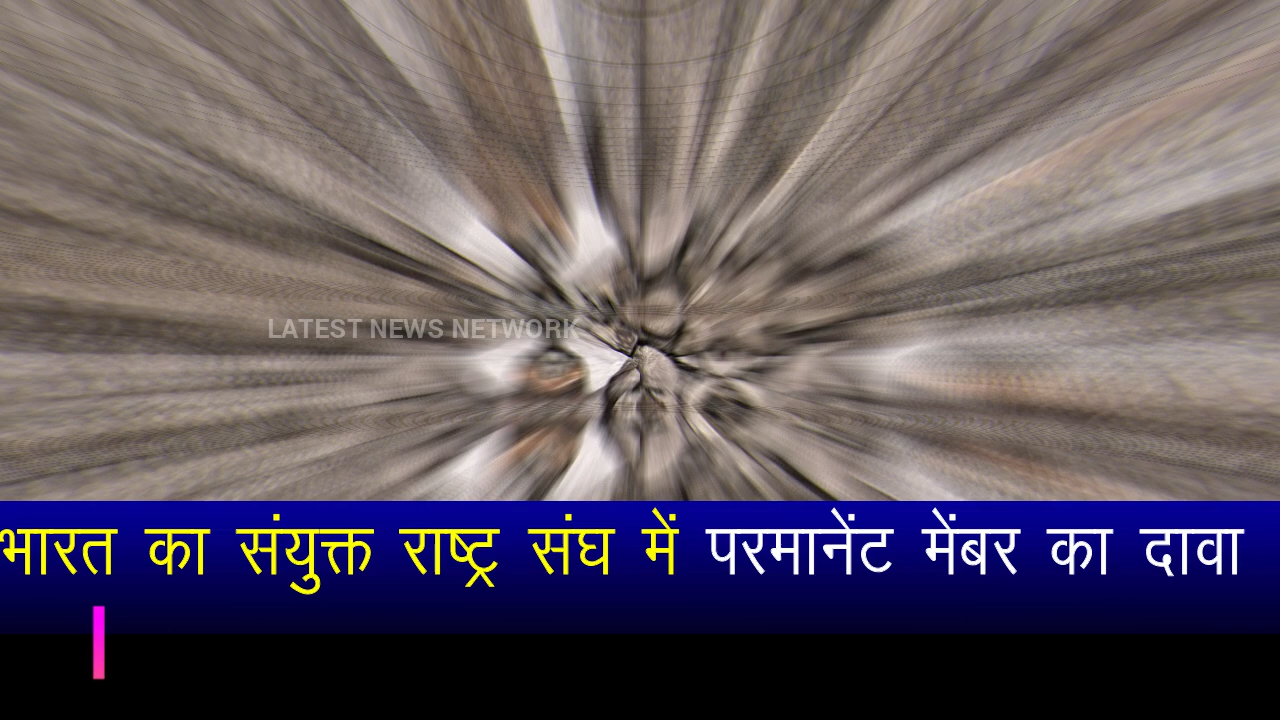 LATEST NEWS NETWORK
भारत का संयुक्त राष्ट्र संघ में परमानेंट मेंबर का दावा